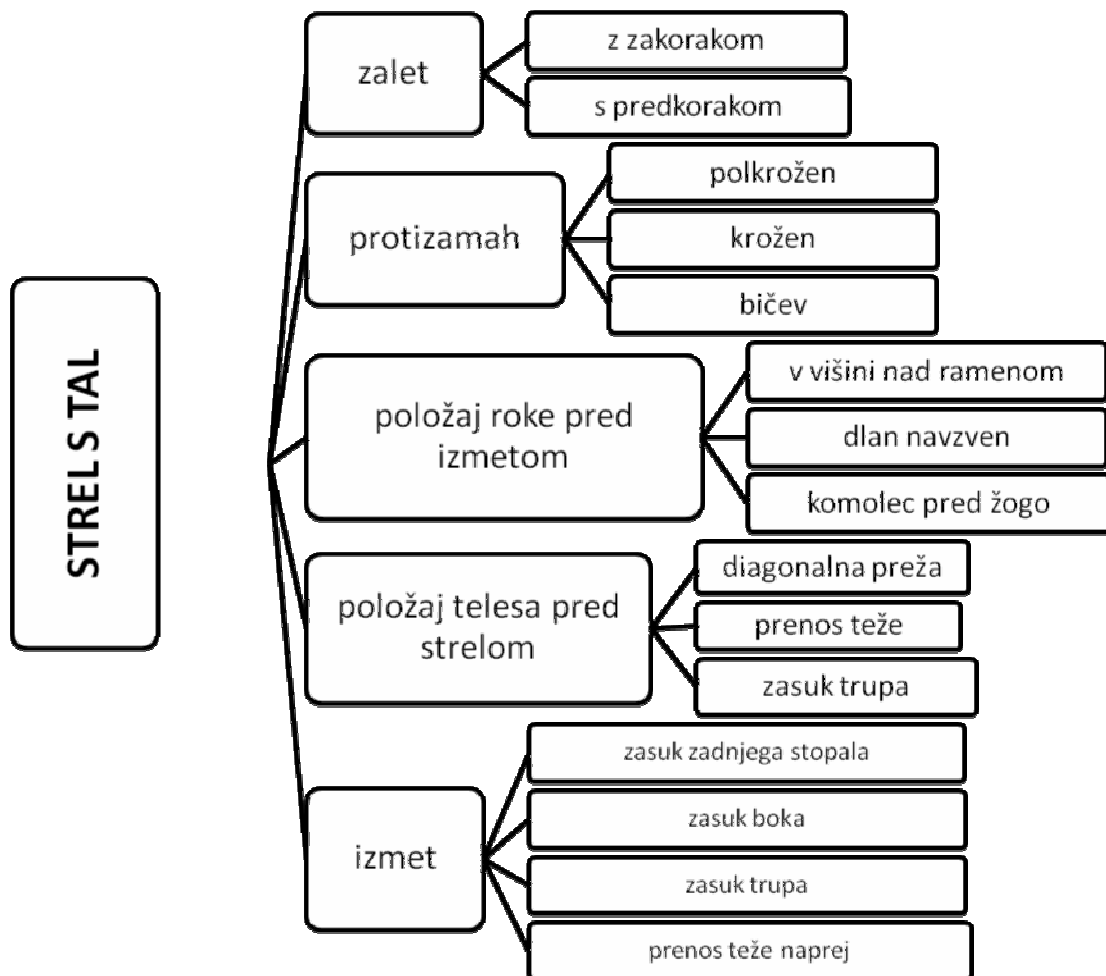 STREL S TAL
zalet
z zakorakom
s predkorakom
protizamah
polkrožen
krožen
bičev
položaj roke pred
izmetom
v višini nad ramenom
dlan navzven
komolec pred žogo
položaj telesa pred
strelom
diagonalna preža
prenos teže
zasuk trupa
izmet
zasuk zadnjega stopala
zasuk boka
zasuk trupa
prenos teže naprej